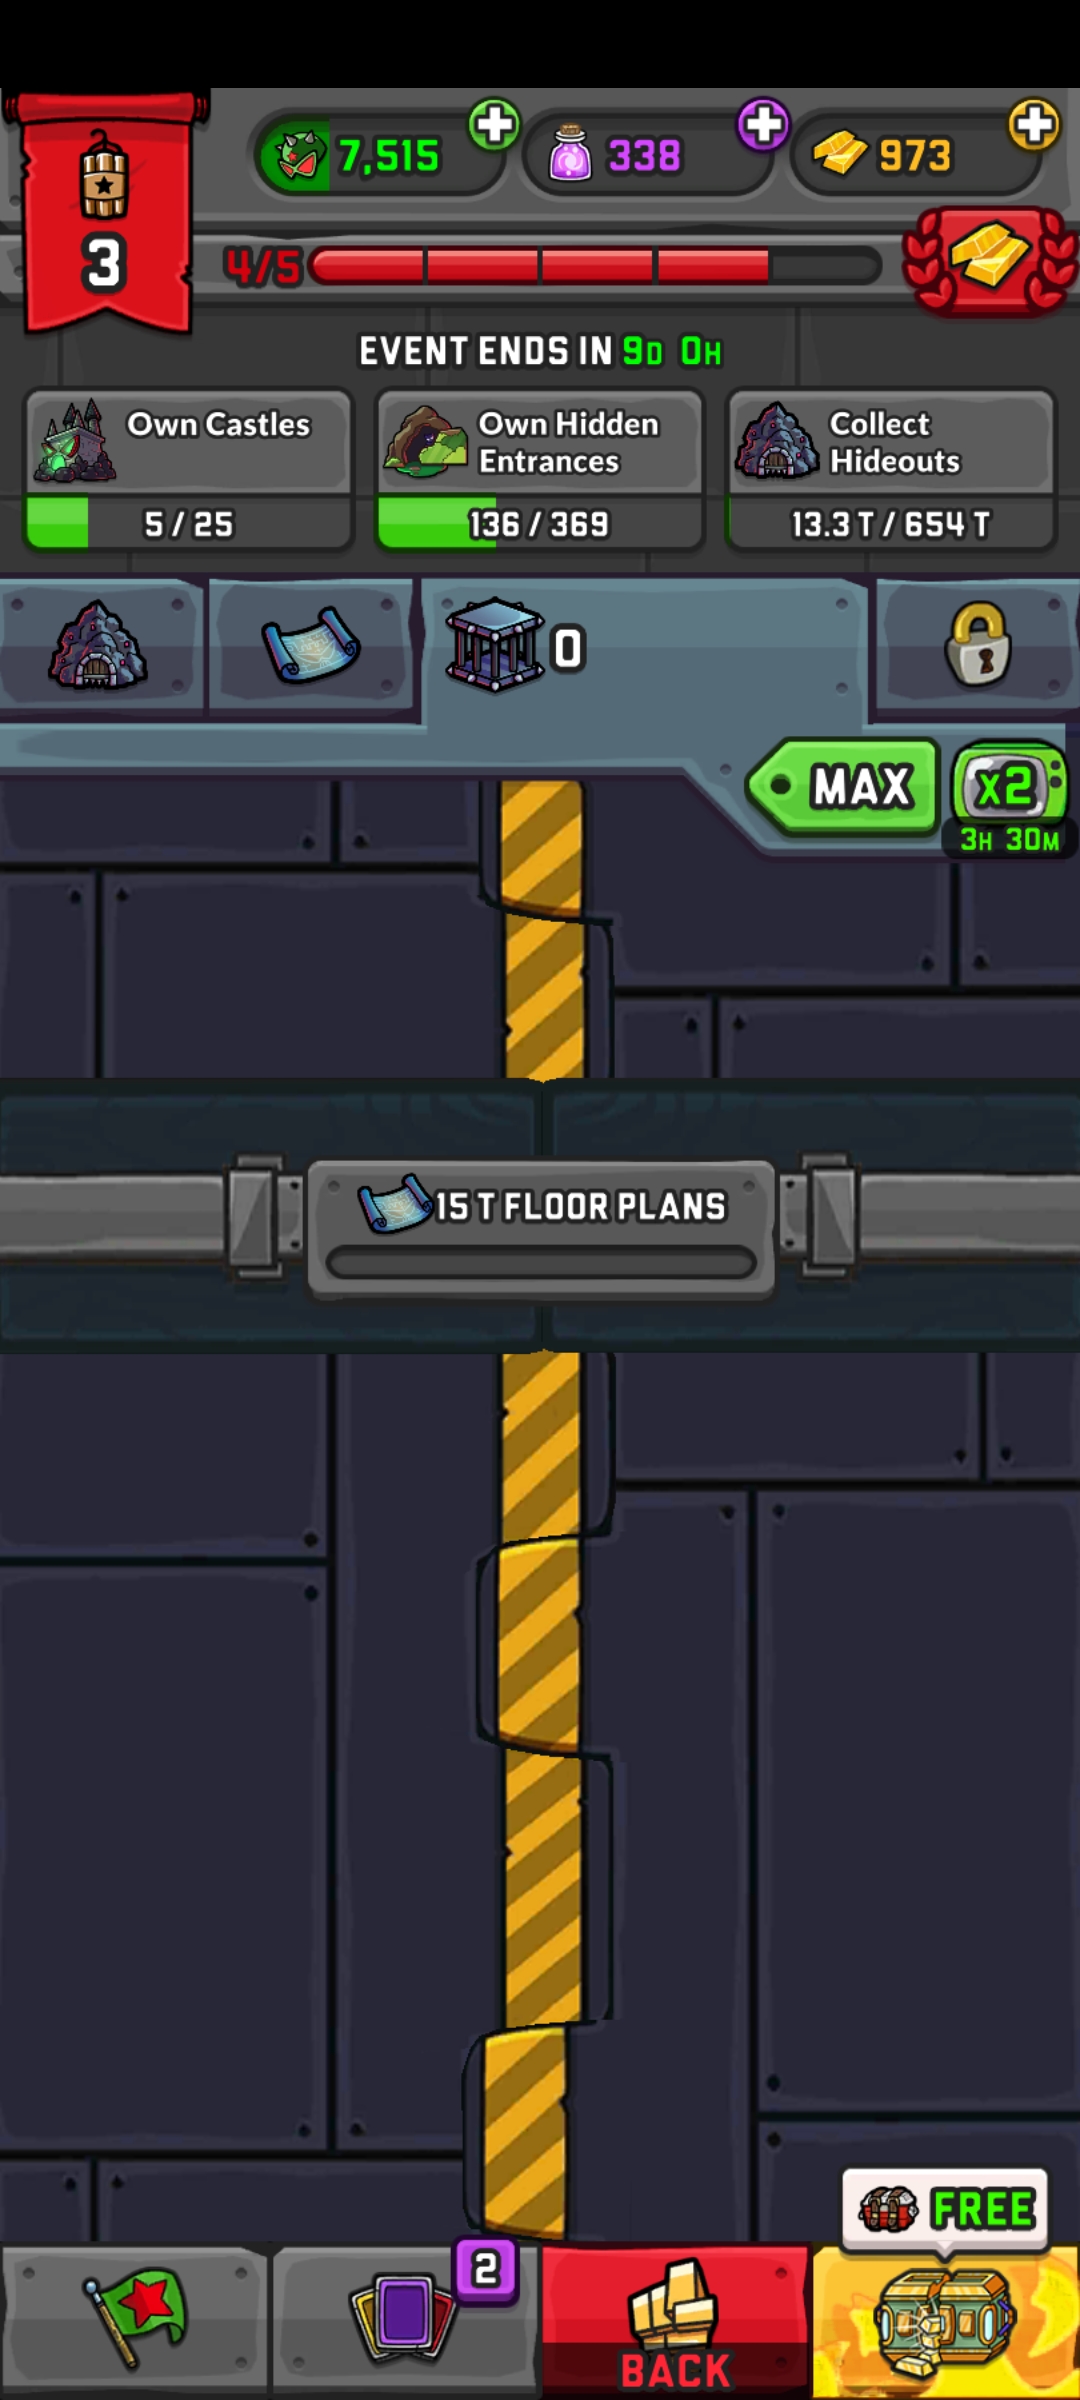 7,515
338
973
3
4/5
EVENT ENDS IN 9D 0H
Own Castles
5 / 25
Own Hidden
Entrances
136 / 369
Collect
Hideouts
13.3 T / 654 T
0
MAX
x2
3H 30M
15 T FLOOR PLANS
FREE
2
BACK